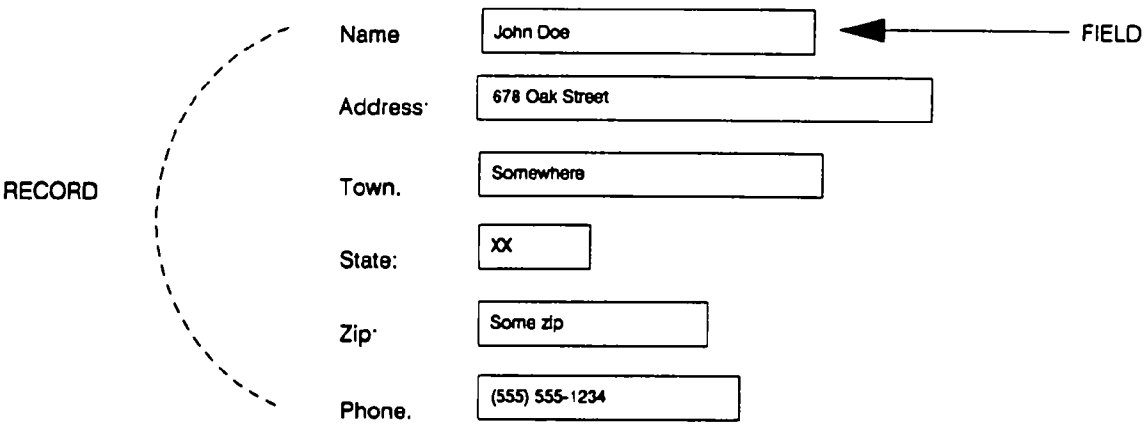 Name John Doe FIELD
Address: 678 Oak Street
Town. Somewhere
RECORD
State: XX
Zip: Some zip
Phone. (555) 555-1234